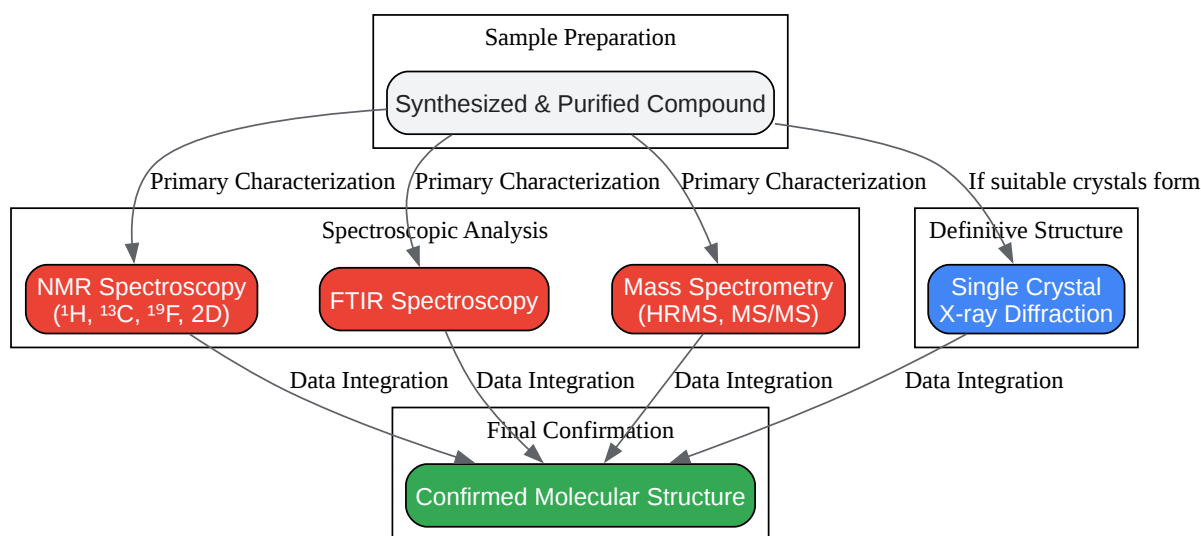 Sample Preparation
Synthesized & Purified Compound
Primary Characterization
Primary Characterization
Primary Characterization
If suitable crystals form
Spectroscopic Analysis
Definitive Structure
NMR Spectroscopy
(¹H, ¹³C, ¹⁹F, 2D)
FTIR Spectroscopy
Mass Spectrometry
(HRMS, MS/MS)
Single Crystal
X-ray Diffraction
Data Integration
Data Integration
Data Integration
Data Integration
Final Confirmation
Confirmed Molecular Structure